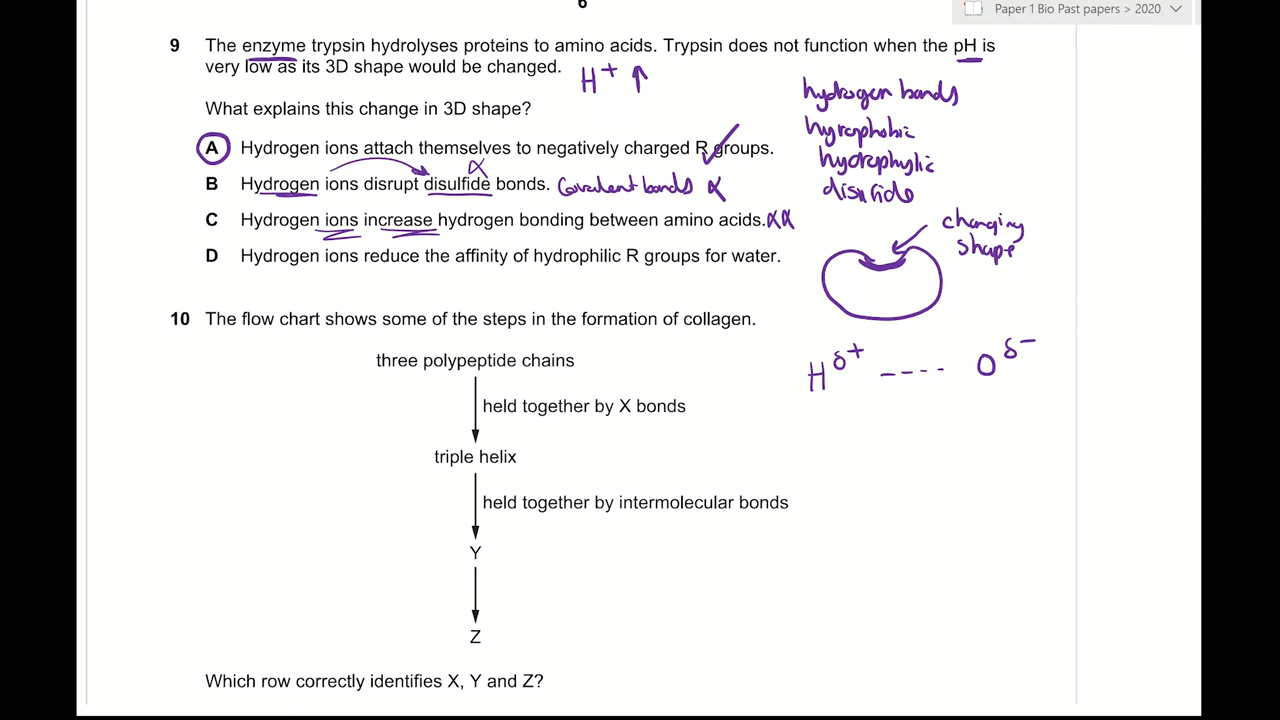 6
Paper 1 Bio Past papers > 2020
9 The enzyme trypsin hydrolyses proteins to amino acids. Trypsin does not function when the pH is
very low as its 3D shape would be changed.
H+ ↑
What explains this change in 3D shape?
A Hydrogen ions attach themselves to negatively charged R groups.
B Hydrogen ions disrupt disulfide bonds. Covalent bonds
C Hydrogen ions increase hydrogen bonding between amino acids.
D Hydrogen ions reduce the affinity of hydrophilic R groups for water.
hydrogen bonds
hyrophobic
hydrophylic
disulfide
changing
shape
10 The flow chart shows some of the steps in the formation of collagen.
three polypeptide chains
held together by X bonds
triple helix
held together by intermolecular bonds
Y
Z
H δ+ ---- O δ-
Which row correctly identifies X, Y and Z?